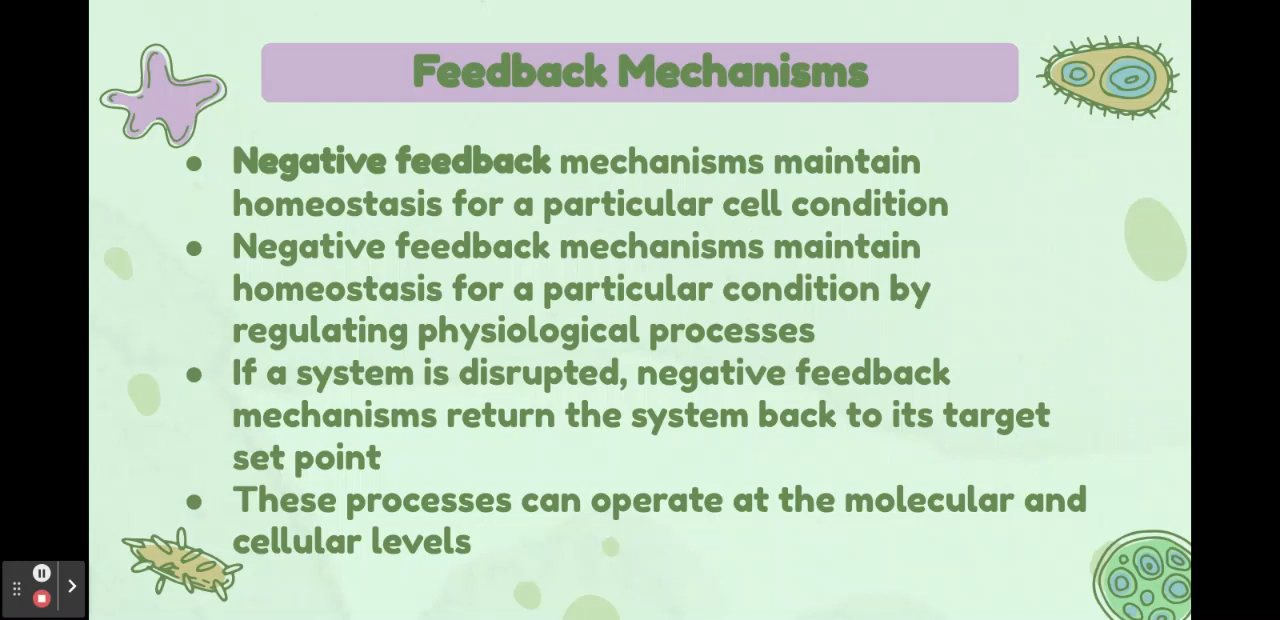 Feedback Mechanisms
● Negative feedback mechanisms maintain
homeostasis for a particular cell condition
● Negative feedback mechanisms maintain
homeostasis for a particular condition by
regulating physiological processes
● If a system is disrupted, negative feedback
mechanisms return the system back to its target
set point
● These processes can operate at the molecular and
cellular levels